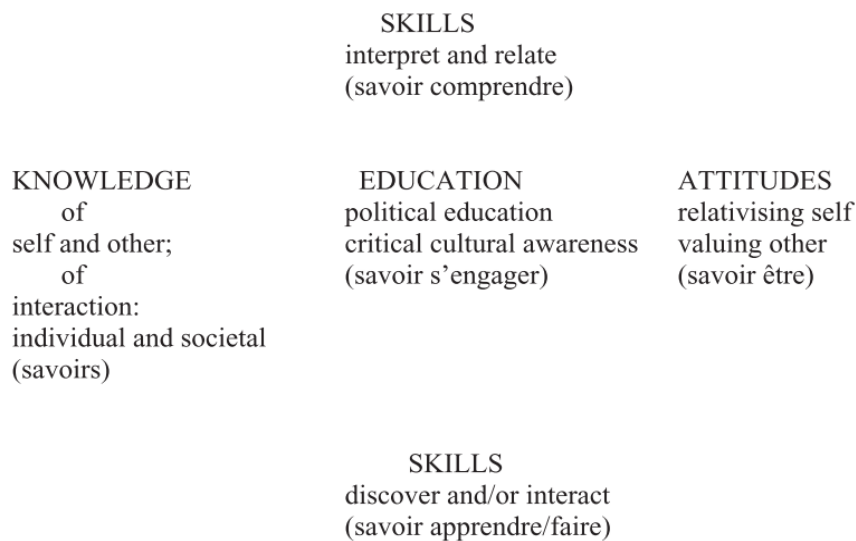 SKILLS
interpret and relate
(savoir comprendre)
KNOWLEDGE
of
self and other;
of
interaction:
individual and societal
(savoirs)
EDUCATION
political education
critical cultural awareness
(savoir s’engager)
ATTITUDES
relativising self
valuing other
(savoir être)
SKILLS
discover and/or interact
(savoir apprendre/faire)